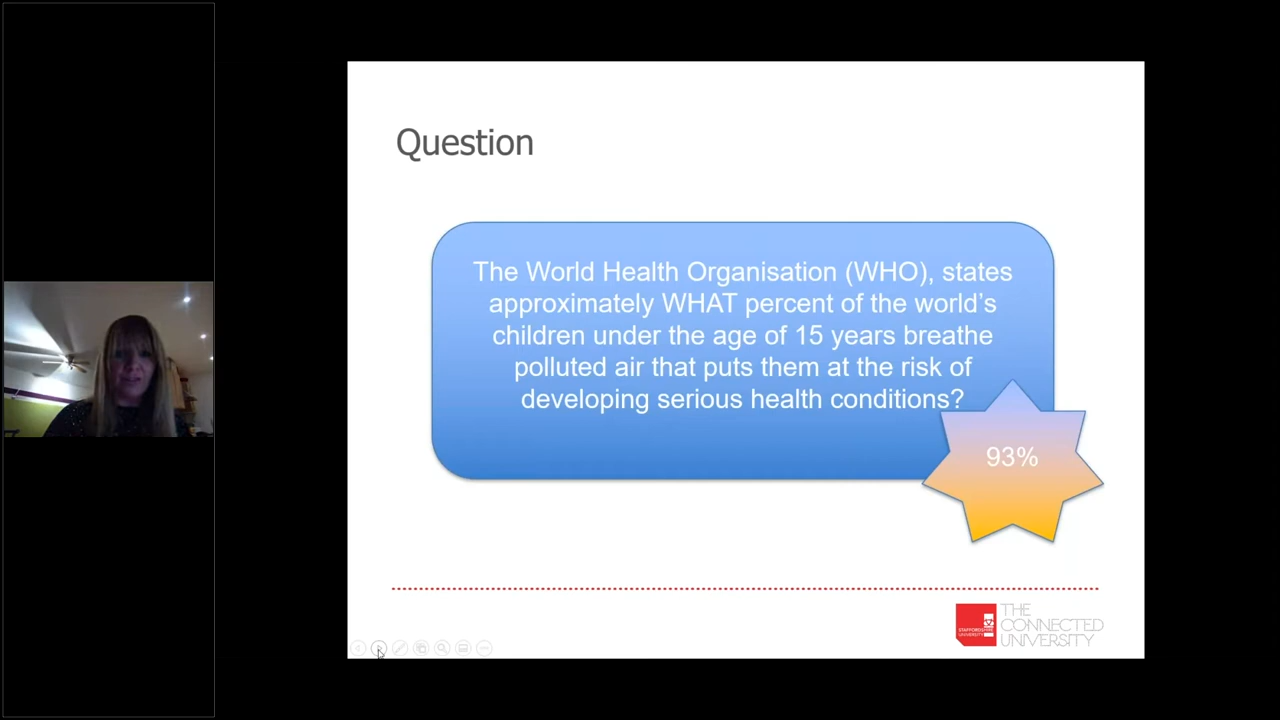 Question
The World Health Organisation (WHO), states
approximately WHAT percent of the world’s
children under the age of 15 years breathe
polluted air that puts them at the risk of
developing serious health conditions?
93%
STAFFORDSHIRE
UNIVERSITY
THE
CONNECTED
UNIVERSITY